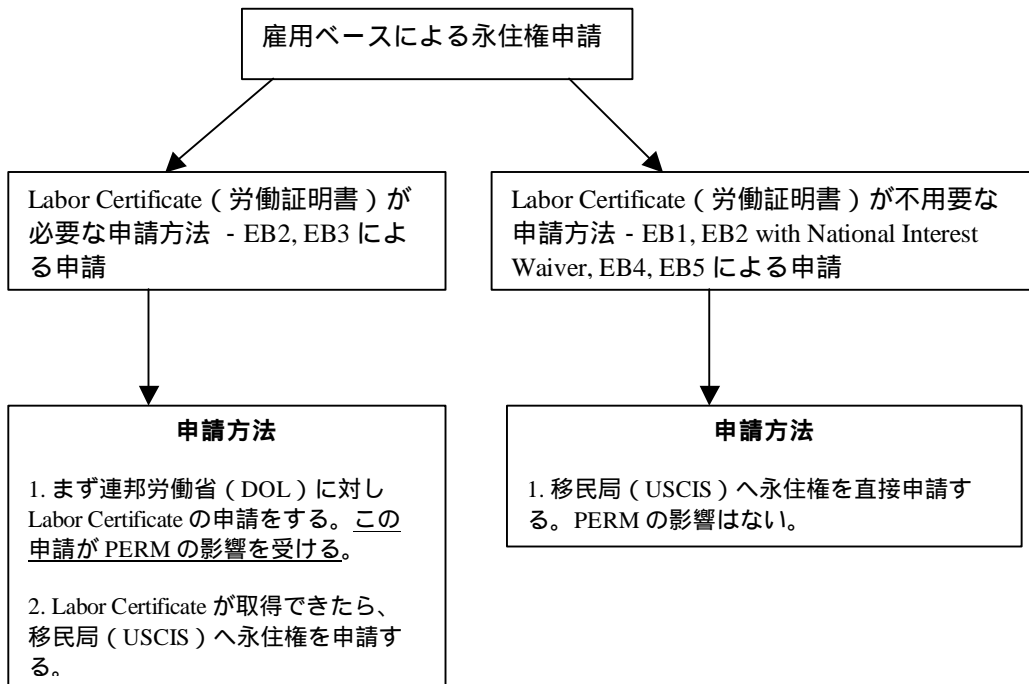 雇用ベースによる永住権申請
Labor Certificate（労働証明書）が
必要な申請方法 - EB2, EB3 によ
る申請
Labor Certificate（労働証明書）が不用要な
申請方法 - EB1, EB2 with National Interest
Waiver, EB4, EB5 による申請
申請方法
1. まず連邦労働省（DOL）に対し
Labor Certificate の申請をする。この
申請が PERM の影響を受ける。
2. Labor Certificate が取得できたら、
移民局（USCIS）へ永住権を申請す
る。
申請方法
1. 移民局（USCIS）へ永住権を直接申請す
る。PERM の影響はない。